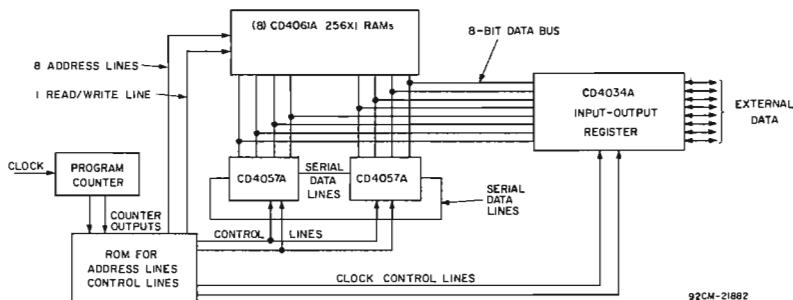 (8) CD4061A 256X1 RAMs
8-BIT DATA BUS
8 ADDRESS LINES
1 READ/WRITE LINE
CD4034A
INPUT-OUTPUT
REGISTER
EXTERNAL
DATA
CLOCK
PROGRAM
COUNTER
CD4057A
SERIAL
DATA
LINES
CD4057A
SERIAL
DATA
LINES
COUNTER
OUTPUTS
CONTROL LINES
ROM FOR
ADDRESS LINES
CONTROL LINES
CLOCK CONTROL LINES
92CM-21882